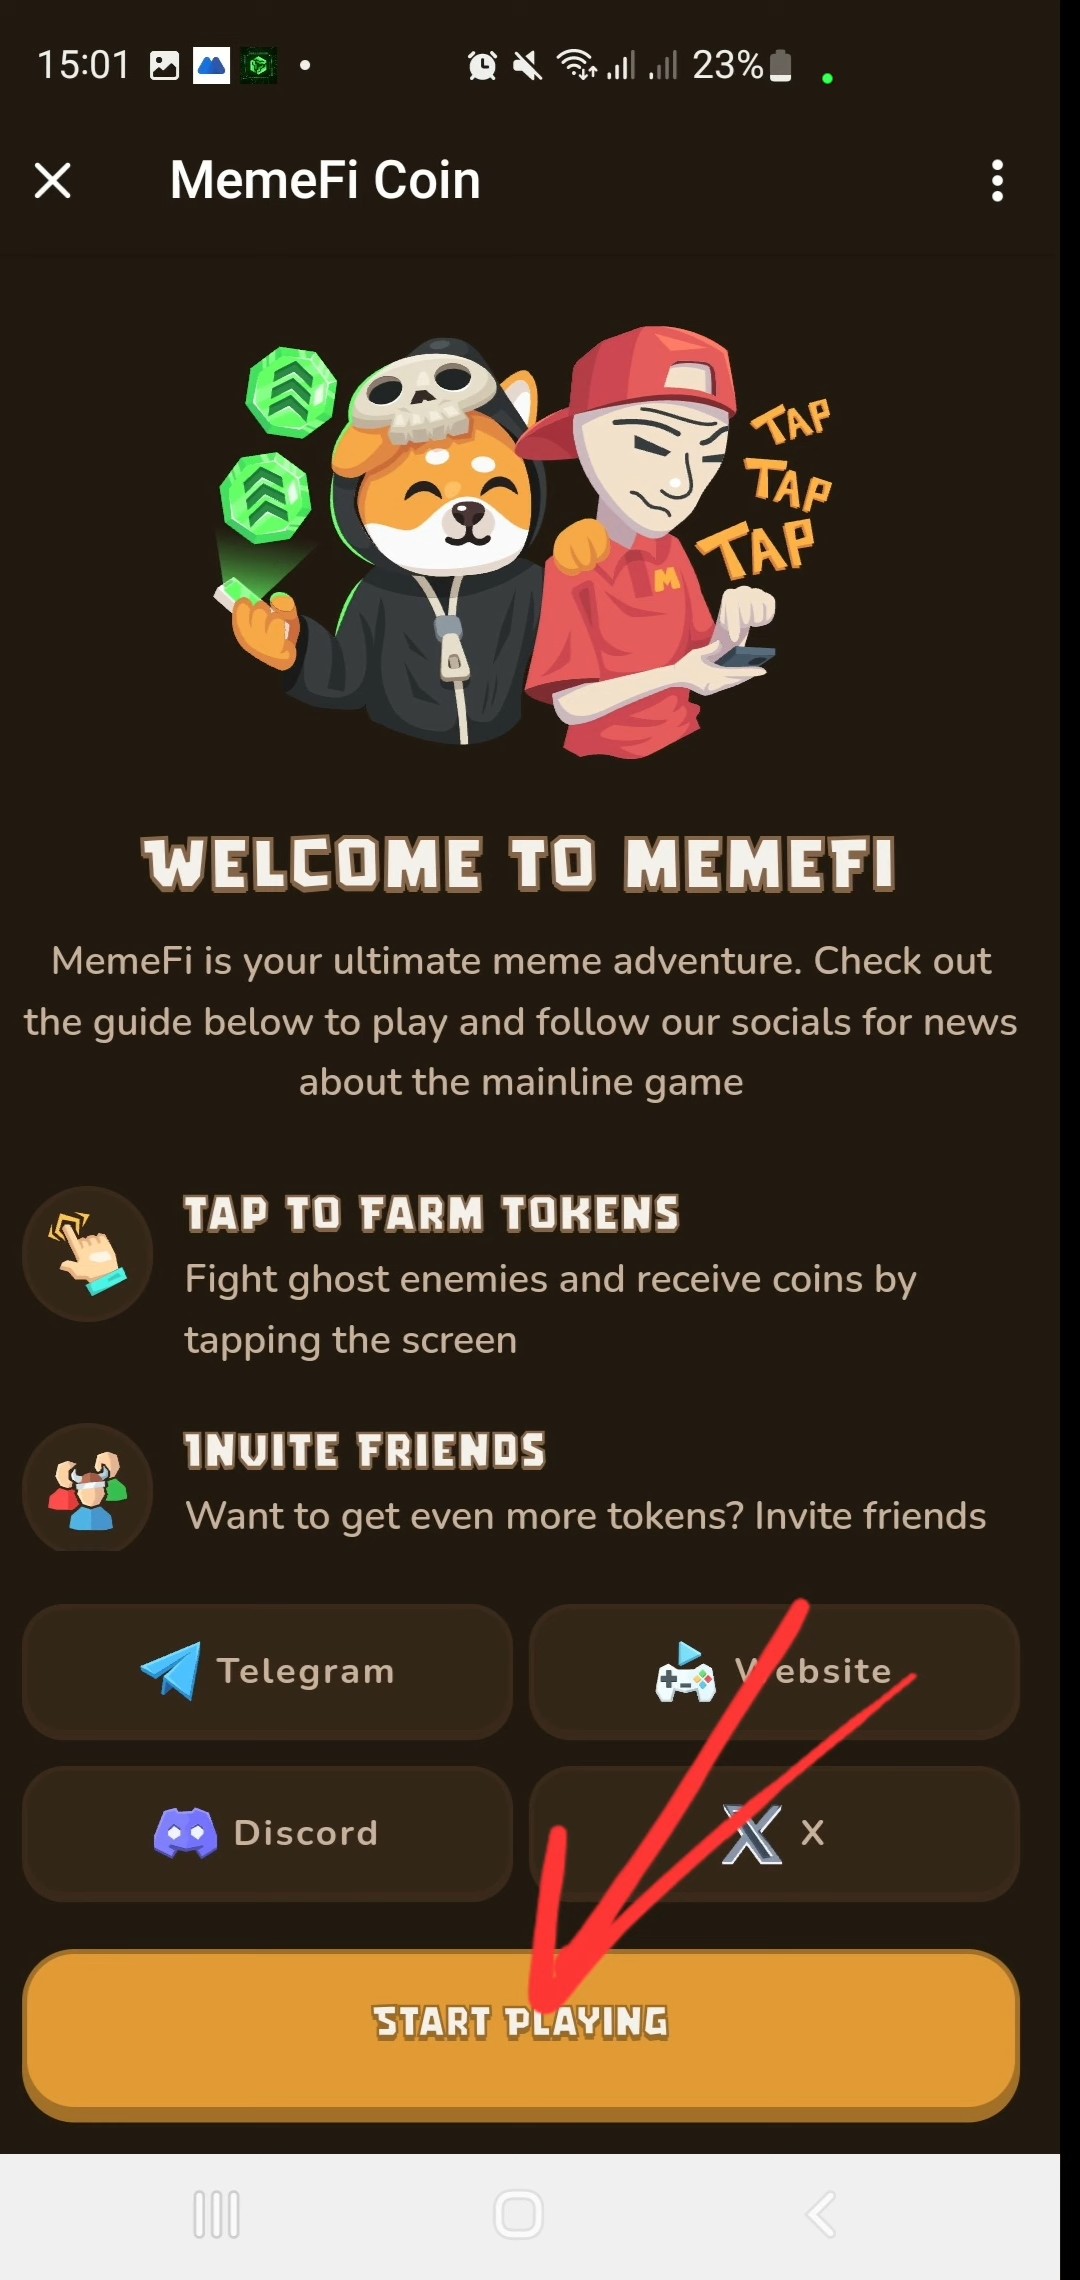 15:01
23%
MemeFi Coin
TAP
TAP
TAP
M
WELCOME TO MEMEFI
MemeFi is your ultimate meme adventure. Check out
the guide below to play and follow our socials for news
about the mainline game
TAP TO FARM TOKENS
Fight ghost enemies and receive coins by
tapping the screen
INVITE FRIENDS
Want to get even more tokens? Invite friends
Telegram
Website
Discord
X
START PLAYING